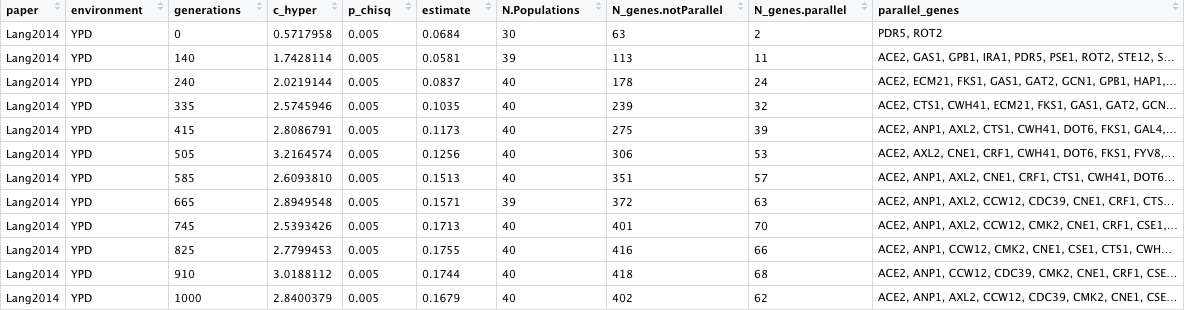 paper environment generations c_hyper p_chisq estimate N.Populations N_genes.notParallel N_genes.parallel parallel_genes
Lang2014 YPD 0 0.5717958 0.005 0.0684 30 63 2 PDR5, ROT2
Lang2014 YPD 140 1.7428114 0.005 0.0581 39 113 11 ACE2, GAS1, GPB1, IRA1, PDR5, PSE1, ROT2, STE12, S...
Lang2014 YPD 240 2.0219144 0.005 0.0837 40 178 24 ACE2, ECM21, FKS1, GAS1, GAT2, GCN1, GPB1, HAP1,...
Lang2014 YPD 335 2.5745946 0.005 0.1035 40 239 32 ACE2, CTS1, CWH41, ECM21, FKS1, GAS1, GAT2, GCN...
Lang2014 YPD 415 2.8086791 0.005 0.1173 40 275 39 ACE2, ANP1, AXL2, CTS1, CWH41, DOT6, FKS1, GAL4,...
Lang2014 YPD 505 3.2164574 0.005 0.1256 40 306 53 ACE2, AXL2, CNE1, CRF1, CWH41, DOT6, FKS1, FYV8,...
Lang2014 YPD 585 2.6093810 0.005 0.1513 40 351 57 ACE2, ANP1, AXL2, CNE1, CRF1, CTS1, CWH41, DOT6...
Lang2014 YPD 665 2.8949548 0.005 0.1571 39 372 63 ACE2, ANP1, AXL2, CCW12, CDC39, CNE1, CRF1, CTS...
Lang2014 YPD 745 2.5393426 0.005 0.1713 40 401 70 ACE2, ANP1, AXL2, CCW12, CMK2, CNE1, CRF1, CSE1,...
Lang2014 YPD 825 2.7799453 0.005 0.1755 40 416 66 ACE2, ANP1, CCW12, CMK2, CNE1, CSE1, CTS1, CWH...
Lang2014 YPD 910 3.0188112 0.005 0.1744 40 418 68 ACE2, ANP1, CCW12, CDC39, CMK2, CNE1, CRF1, CSE...
Lang2014 YPD 1000 2.8400379 0.005 0.1679 40 402 62 ACE2, ANP1, AXL2, CCW12, CDC39, CMK2, CNE1, CSE...